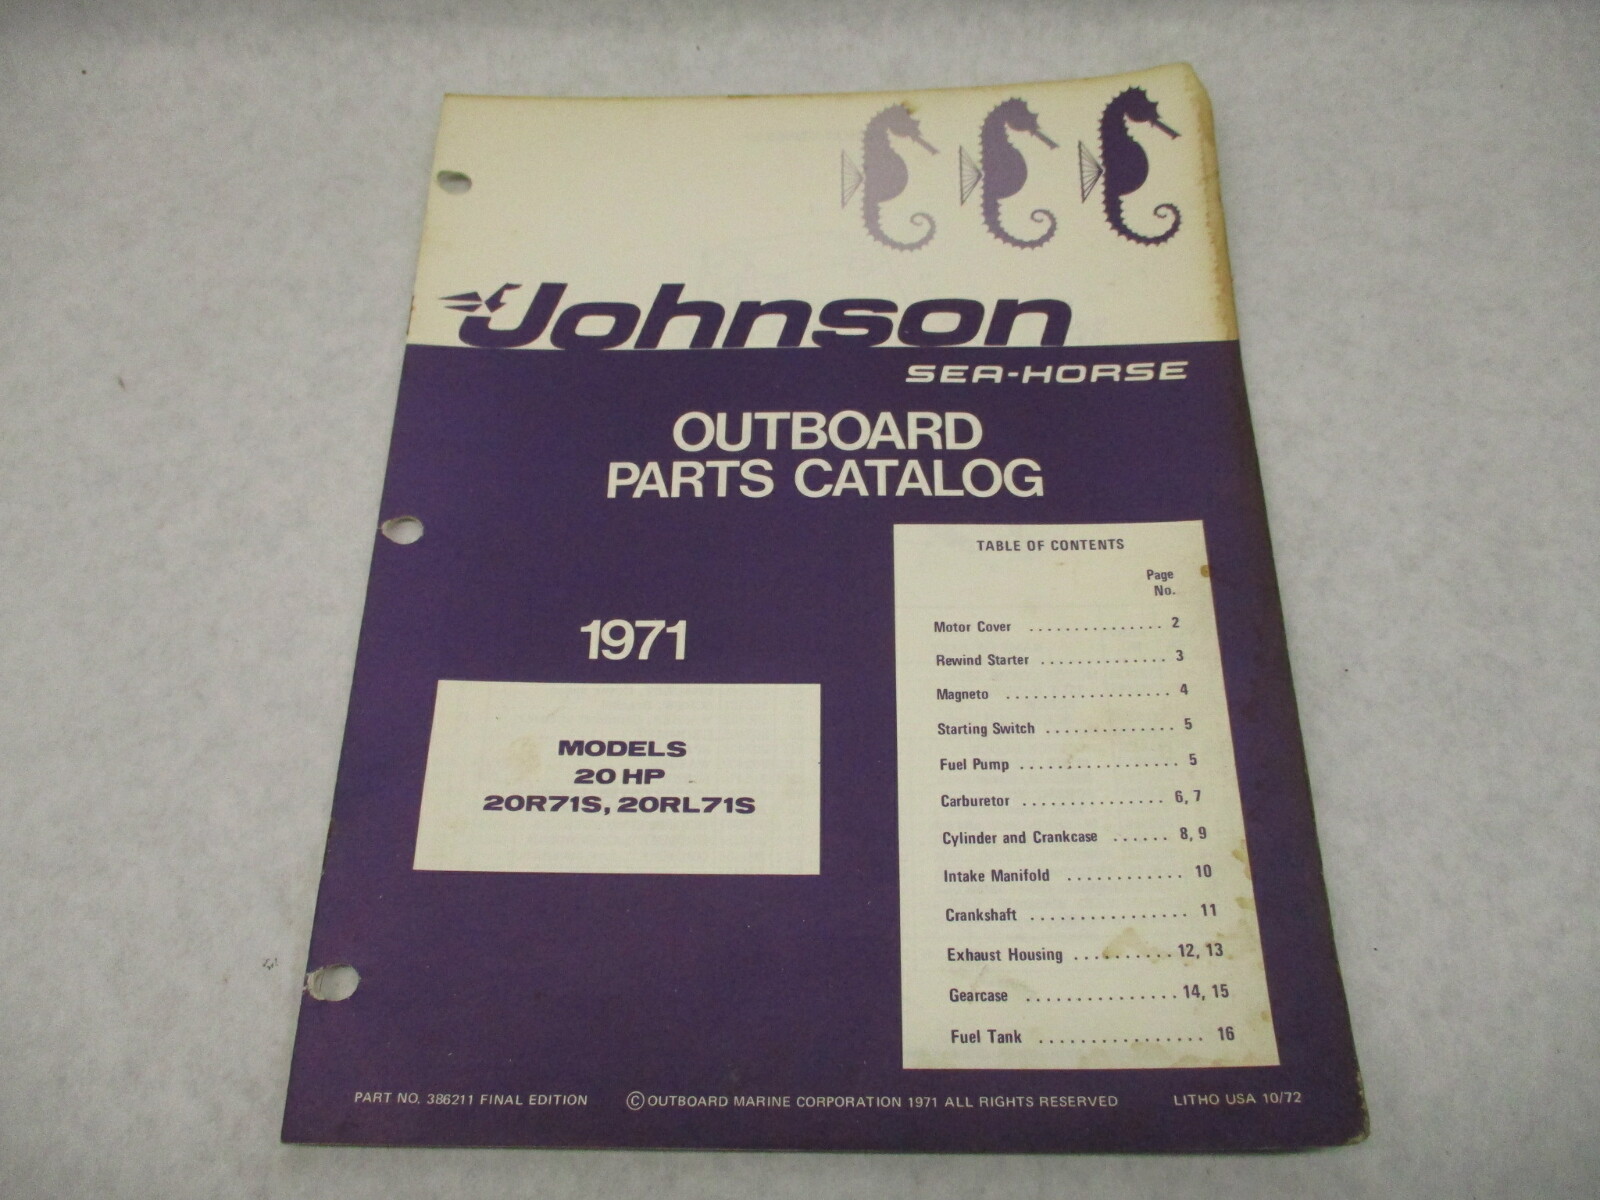 Johnson
SEA-HORSE
OUTBOARD
PARTS CATALOG
1971
MODELS
20 HP
20R71S, 20RL71S
TABLE OF CONTENTS
Page
No.
Motor Cover ............... 2
Rewind Starter .............. 3
Magneto ................... 4
Starting Switch ............... 5
Fuel Pump .................. 5
Carburetor ................ 6, 7
Cylinder and Crankcase ...... 8, 9
Intake Manifold ............ 10
Crankshaft ................ 11
Exhaust Housing .......... 12, 13
Gearcase ............... 14, 15
Fuel Tank ................ 16
PART NO. 386211 FINAL EDITION © OUTBOARD MARINE CORPORATION 1971 ALL RIGHTS RESERVED LITHO USA 10/72